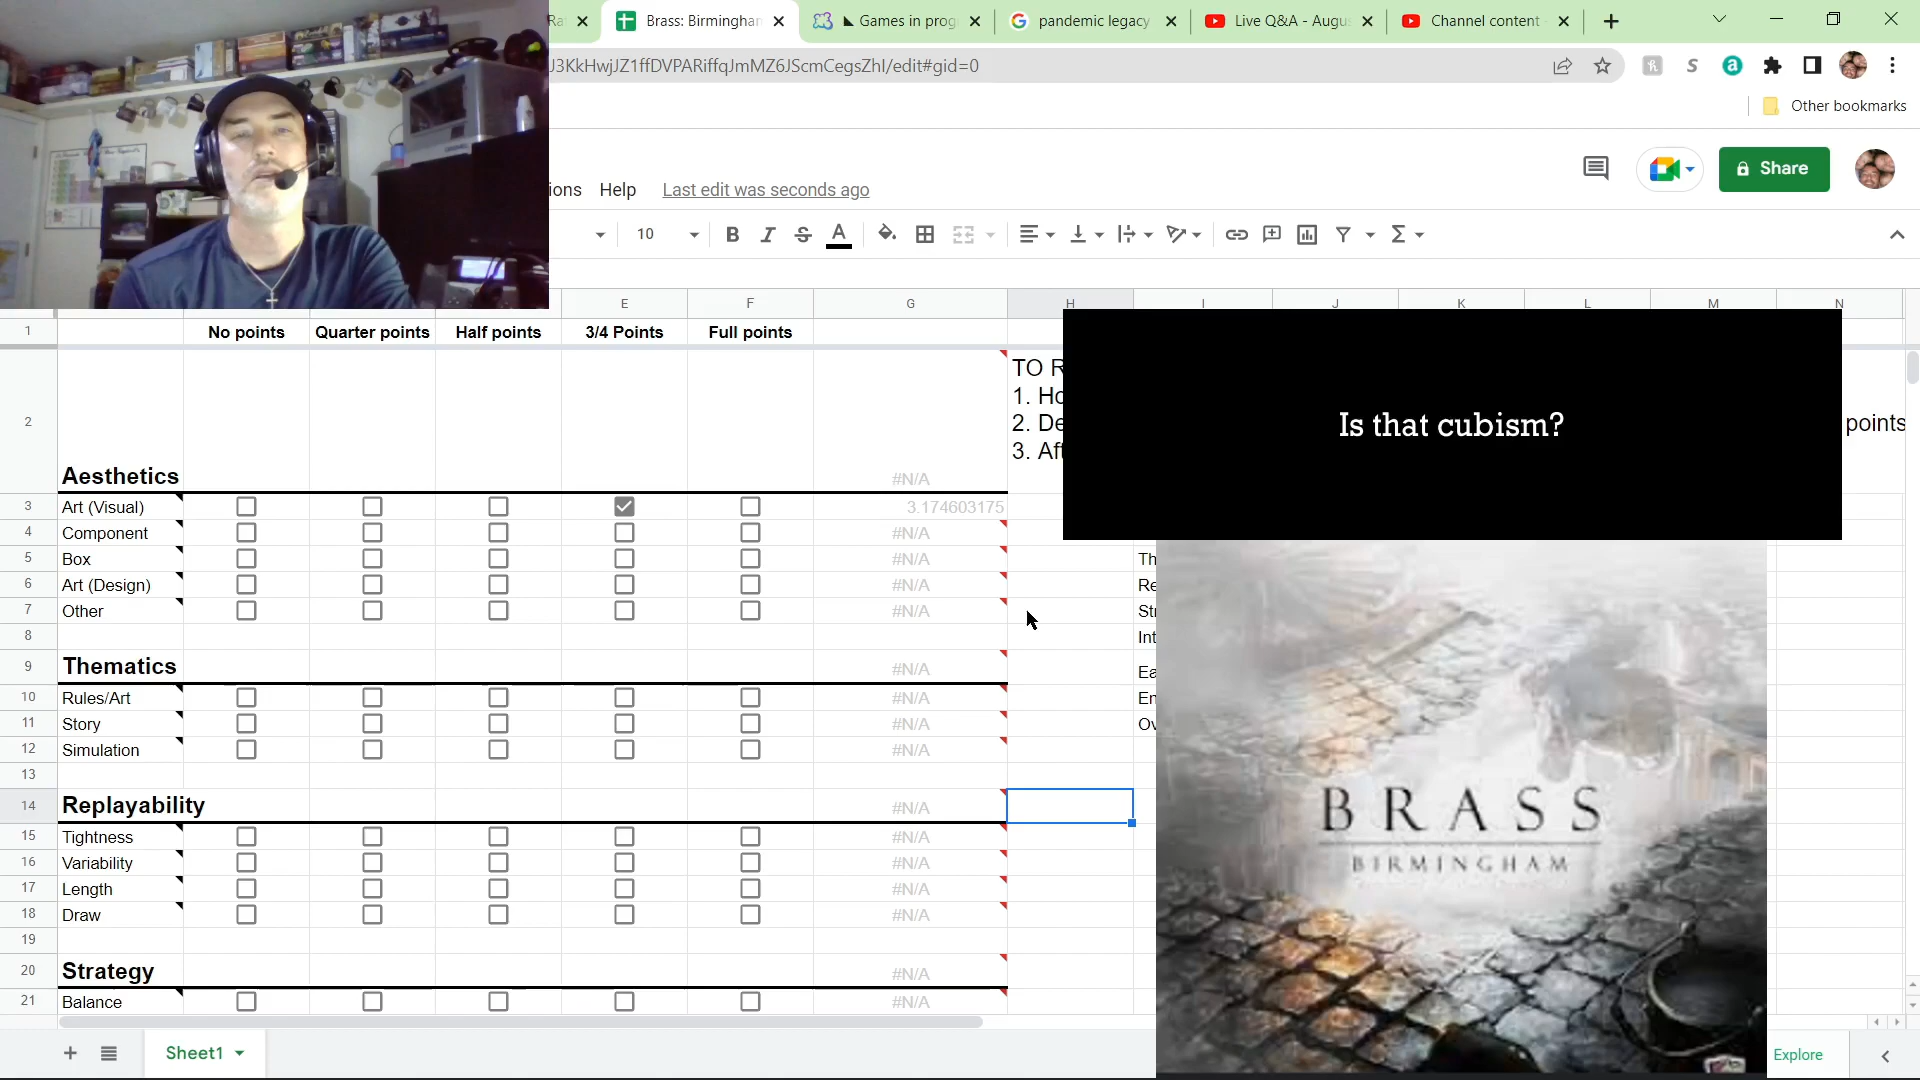 Brass: Birminghan
Games in prog
pandemic legacy
Live Q&A - Augu
Channel content
J3KkHwjJZ1ffDVPARiffqJmMZ6JScmCegsZhI/edit#gid=0
Other bookmarks
Share
ions Help Last edit was seconds ago
10 B I S A
E F G H I J K L M N
1 No points Quarter points Half points 3/4 Points Full points
TO R
1. Ho
2. De
3. Aft
points
Is that cubism?
2 Aesthetics #N/A
3 Art (Visual) 3.174603175
4 Component #N/A
5 Box #N/A Th
6 Art (Design) #N/A Re
7 Other #N/A Str
8 Int
9 Thematics #N/A Ea
10 Rules/Art #N/A En
11 Story #N/A Ov
12 Simulation #N/A
13
14 Replayability #N/A
15 Tightness #N/A
16 Variability #N/A
17 Length #N/A
18 Draw #N/A
19
20 Strategy #N/A
21 Balance #N/A
BRASS
BIRMINGHAM
Sheet1
Explore